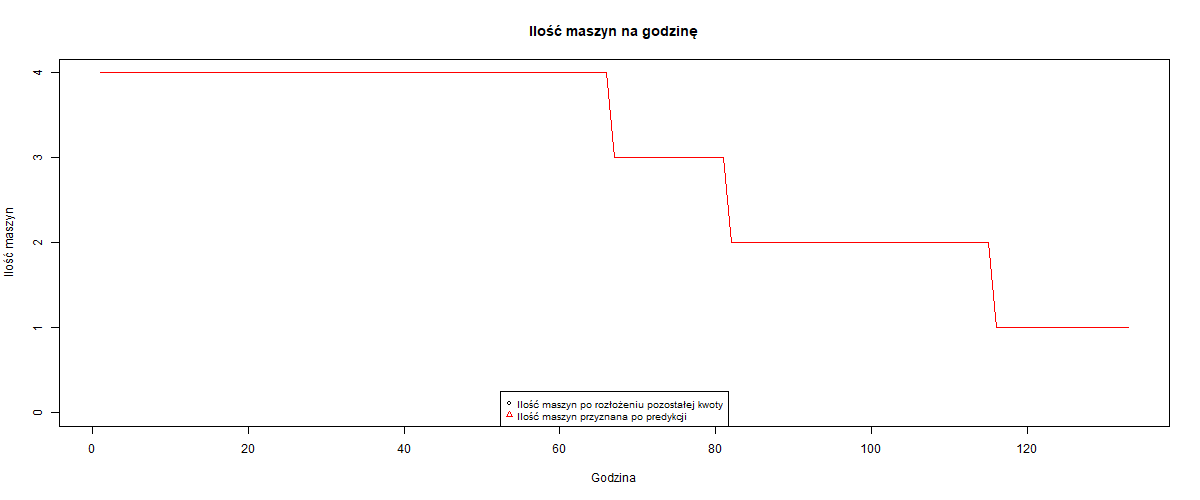 Ilość maszyn na godzinę
Ilość maszyn
4
3
2
1
0
Ilość maszyn po rozłożeniu pozostałej kwoty
Ilość maszyn przyznana po predykcji
0 20 40 60 80 100 120
Godzina